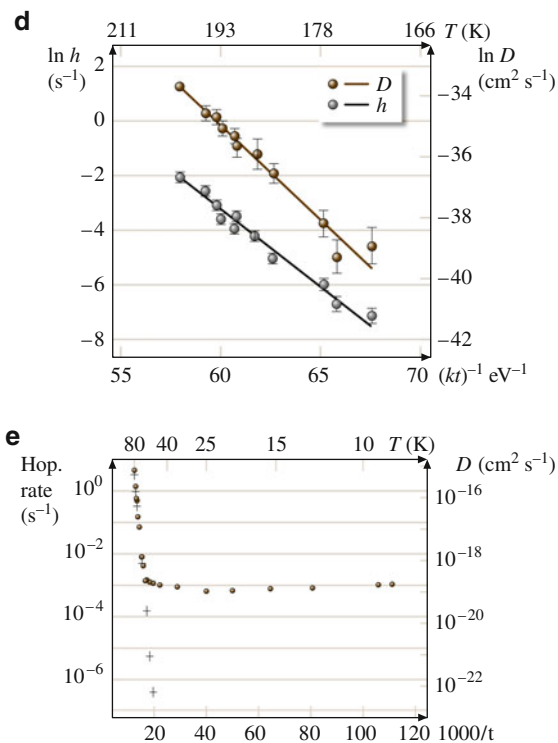 d
211 193 178 166 T (K)
ln h
(s⁻¹)
ln D
(cm² s⁻¹)
D
h
2
0
−2
−4
−6
−8
−34
−36
−38
−40
−42
55 60 65 70 (kt)⁻¹ eV⁻¹
e
80 40 25 15 10 T (K)
Hop.
rate
(s⁻¹)
D (cm² s⁻¹)
10⁰
10⁻²
10⁻⁴
10⁻⁶
10⁻¹⁶
10⁻¹⁸
10⁻²⁰
10⁻²²
20 40 60 80 100 120 1000/t